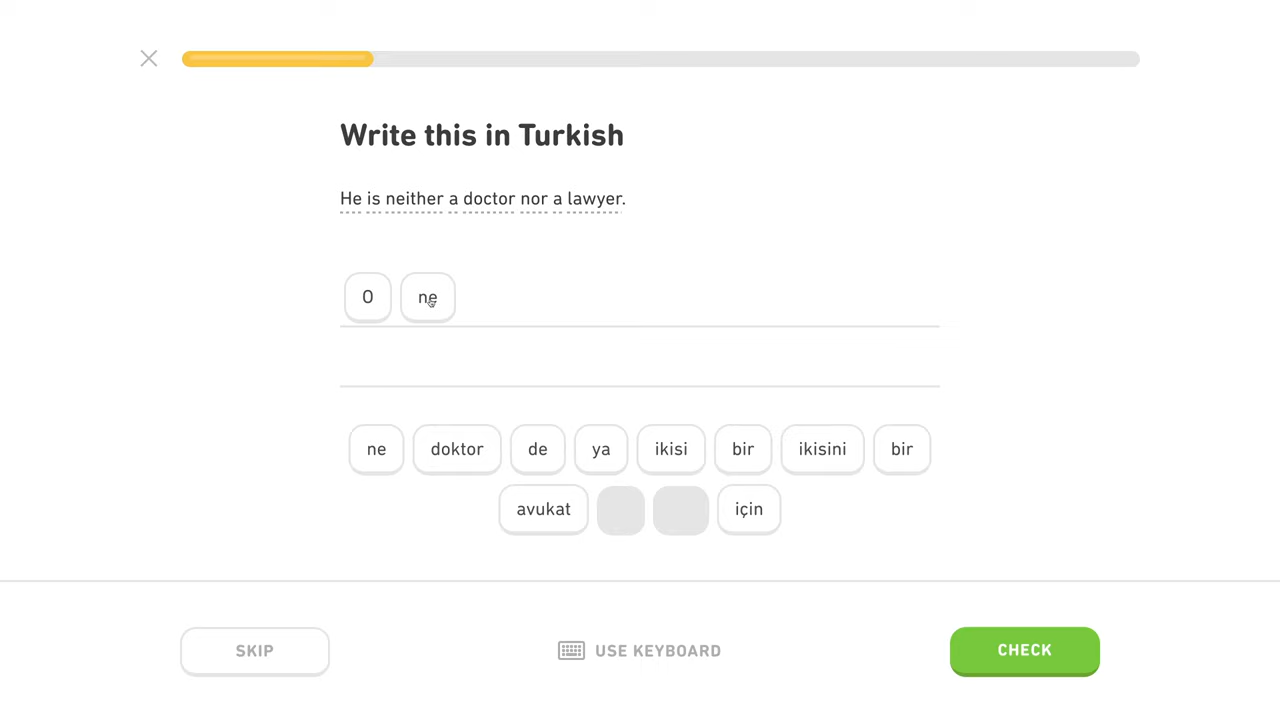 Write this in Turkish
He is neither a doctor nor a lawyer.
O ne
ne doktor de ya ikisi bir ikisini bir
avukat için
SKIP USE KEYBOARD CHECK